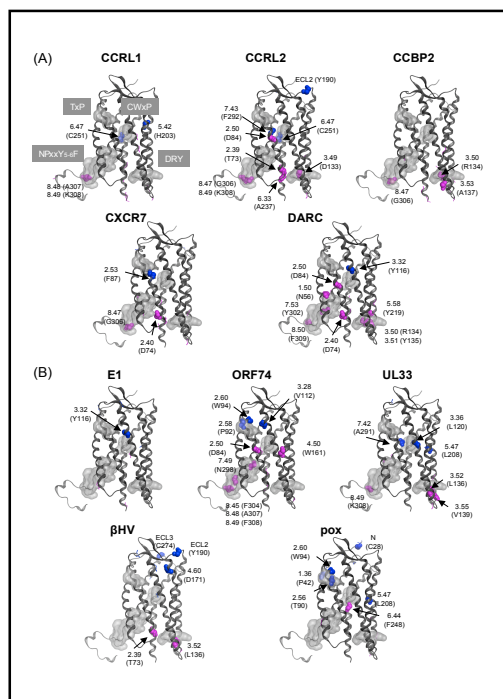 (A)
CCRL1
CCRL2
CCBP2
TxP
CWxP
NPxxY5-6F
DRY
6.47
(C251)
5.42
(H203)
8.48 (A307)
8.49 (K308)
ECL2 (Y190)
7.43
(F292)
2.50
(D84)
2.39
(T73)
6.47
(C251)
3.49
(D133)
8.47 (G306)
8.49 (K308)
6.33
(A237)
3.50
(R134)
3.53
(A137)
8.47
(G306)
CXCR7
DARC
2.53
(F87)
8.47
(G306)
2.40
(D74)
2.50
(D84)
1.50
(N56)
7.53
(Y302)
8.50
(F309)
2.40
(D74)
3.32
(Y116)
5.58
(Y219)
3.50 (R134)
3.51 (Y135)
(B)
E1
ORF74
UL33
3.32
(Y116)
2.60
(W94)
2.58
(P92)
2.50
(D84)
7.49
(N298)
3.28
(V112)
4.50
(W161)
8.45 (F304)
8.48 (A307)
8.49 (F308)
7.42
(A291)
3.36
(L120)
5.47
(L208)
3.52
(L136)
3.55
(V139)
8.49
(K308)
βHV
pox
ECL3
(C274)
ECL2
(Y190)
4.60
(D171)
2.39
(T73)
3.52
(L136)
N
(C28)
2.60
(W94)
1.36
(P42)
2.56
(T90)
5.47
(L208)
6.44
(F248)